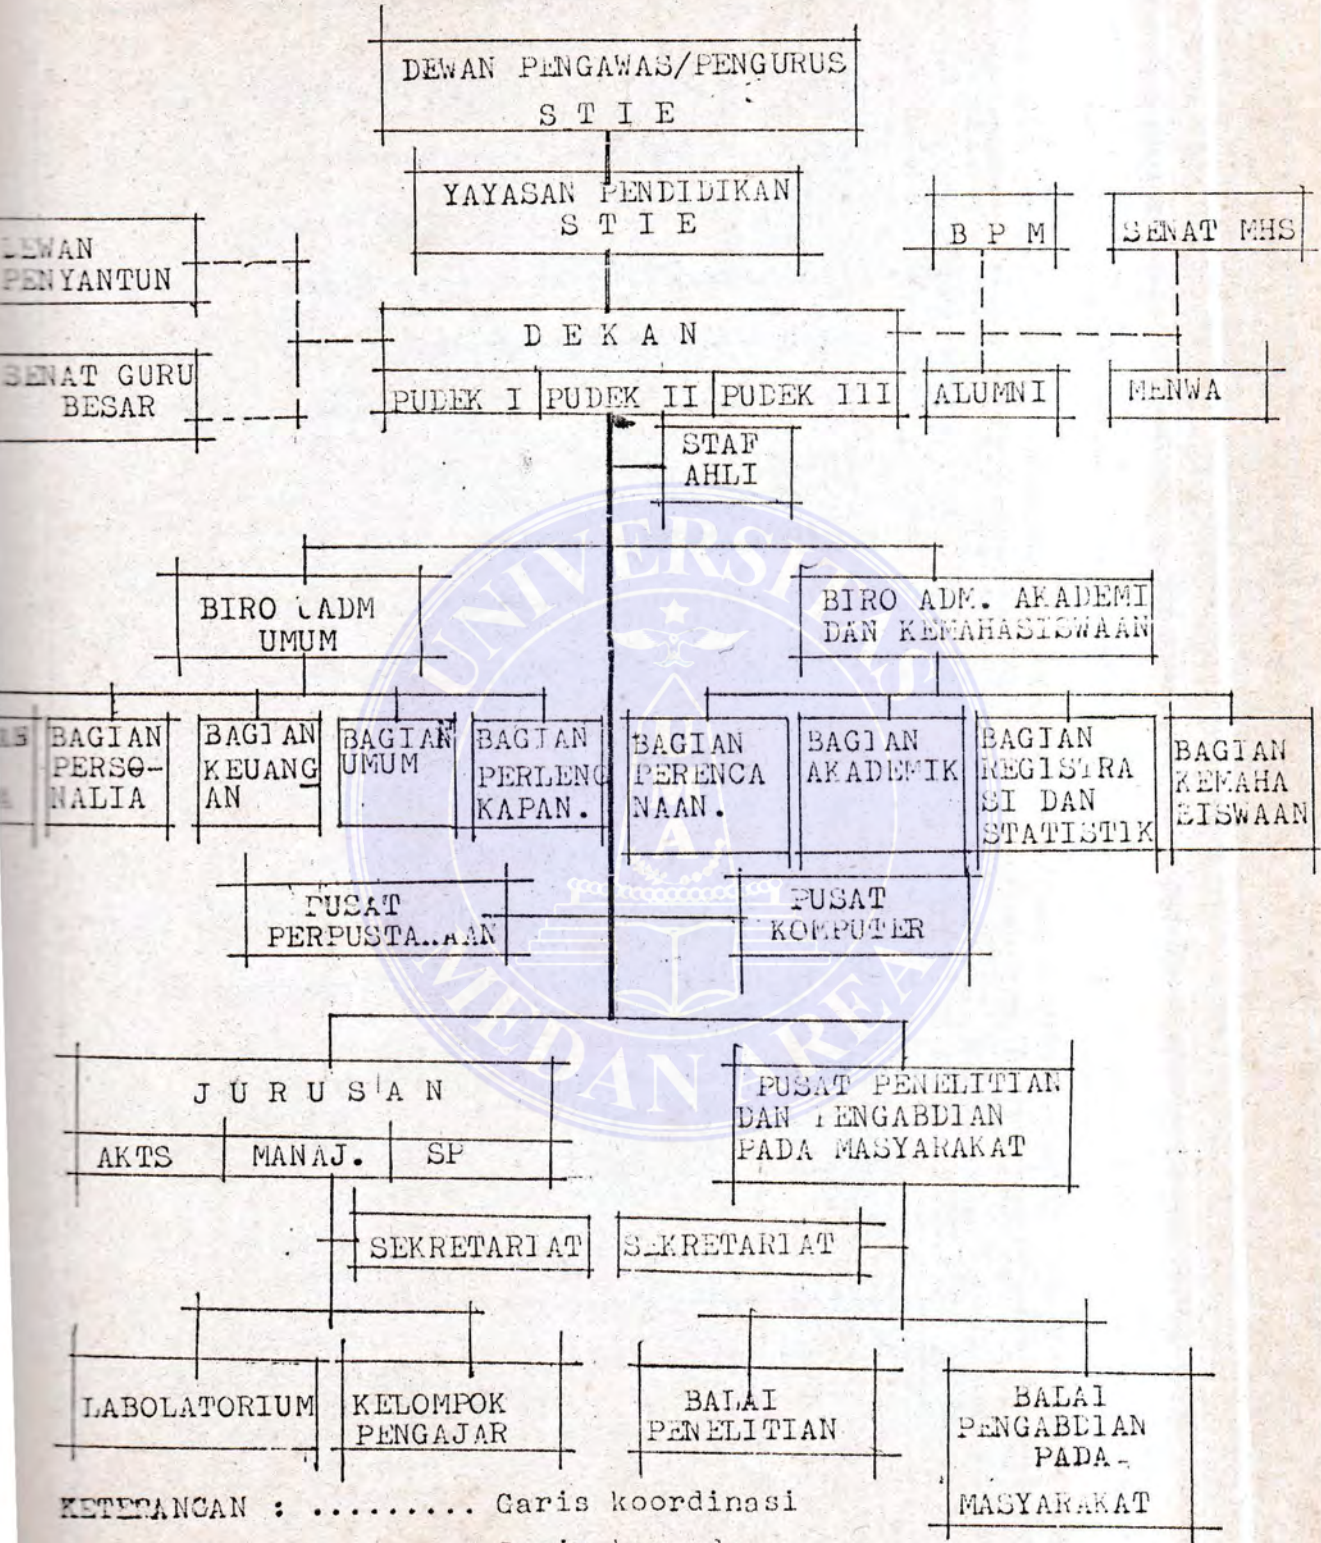 DEWAN PENGAWAS/PENGURUS
S T I E
YAYASAN PENDIDIKAN
S T I E
B P M
SENAT MHS
DEWAN
PENYANTUN
D E K A N
SENAT GURU
BESAR
PUDEK I
PUDEK II
PUDEK III
ALUMNI
MENWA
STAF
AHLI
BIRO ADM
UMUM
BIRO ADM. AKADEMI
DAN KEMAHASISWAAN
BAGIAN
PERSO-
NALIA
BAGIAN
KEUANG
AN
BAGIAN
UMUM
BAGIAN
PERLENG
KAPAN.
BAGIAN
PERENCA
NAAN.
BAGIAN
AKADEMIK
BAGIAN
REGISTRA
SI DAN
STATISTIK
BAGIAN
KEMAHA
SISWAAN
PUSAT
PUSAT
KOMPUTER
J U R U S A N
AKTS
MANAJ.
SP
PUSAT PENELITIAN
DAN PENGABDIAN
PADA MASYARAKAT
SEKRETARIAT
SEKRETARIAT
LABOLATORIUM
KELOMPOK
PENGAJAR
BALAI
PENELITIAN
BALAI
PENGABDIAN
PADA -
MASYARAKAT
KETERANGAN : ......... Garis koordinasi
UNIVERSITAS
MEDAN AREA